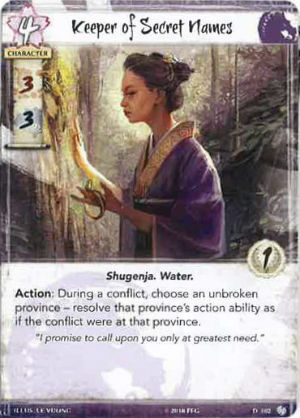 4
Keeper of Secret Names
CHARACTER
3
3
1
Shugenja. Water.
Action: During a conflict, choose an unbroken
province – resolve that province's action ability as
if the conflict were at that province.
"I promise to call upon you only at greatest need."
© 2018 FFG